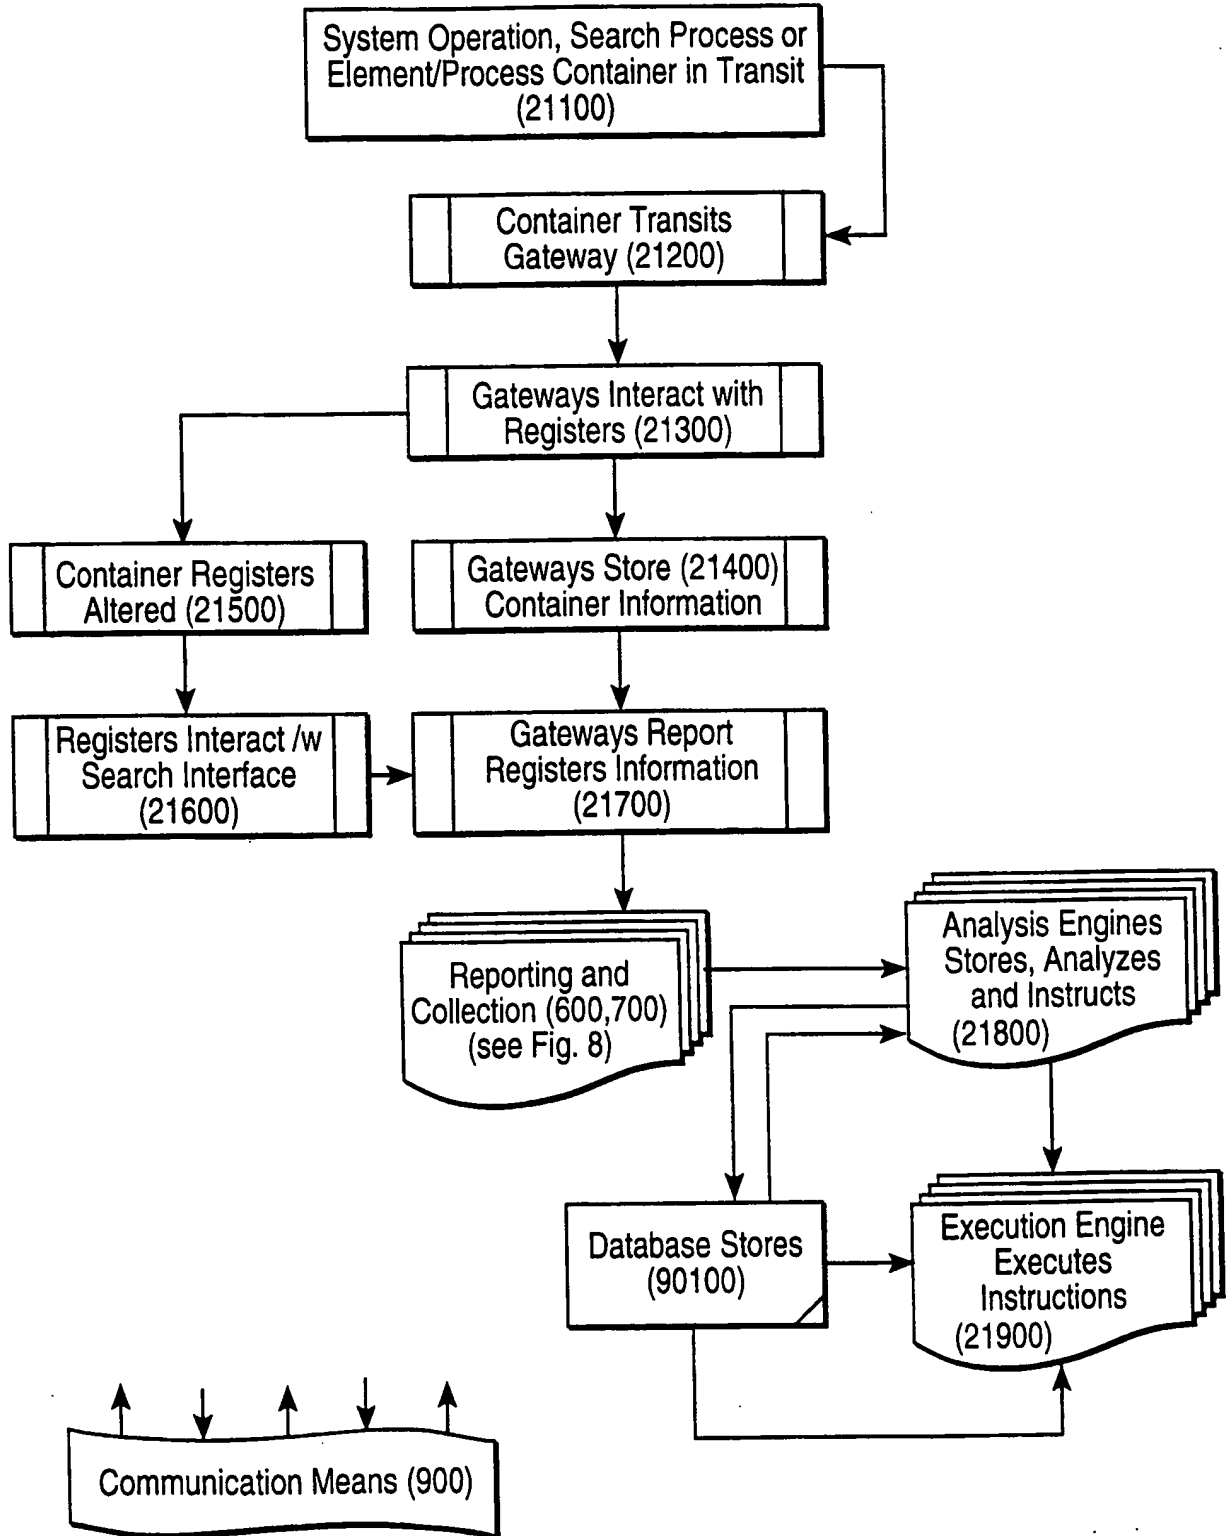 System Operation, Search Process or
Element/Process Container in Transit
(21100)
Container Transits
Gateway (21200)
Gateways Interact with
Registers (21300)
Container Registers
Altered (21500)
Gateways Store (21400)
Container Information
Registers Interact /w
Search Interface
(21600)
Gateways Report
Registers Information
(21700)
Reporting and
Collection (600,700)
(see Fig. 8)
Analysis Engines
Stores, Analyzes
and Instructs
(21800)
Database Stores
(90100)
Execution Engine
Executes
Instructions
(21900)
Communication Means (900)